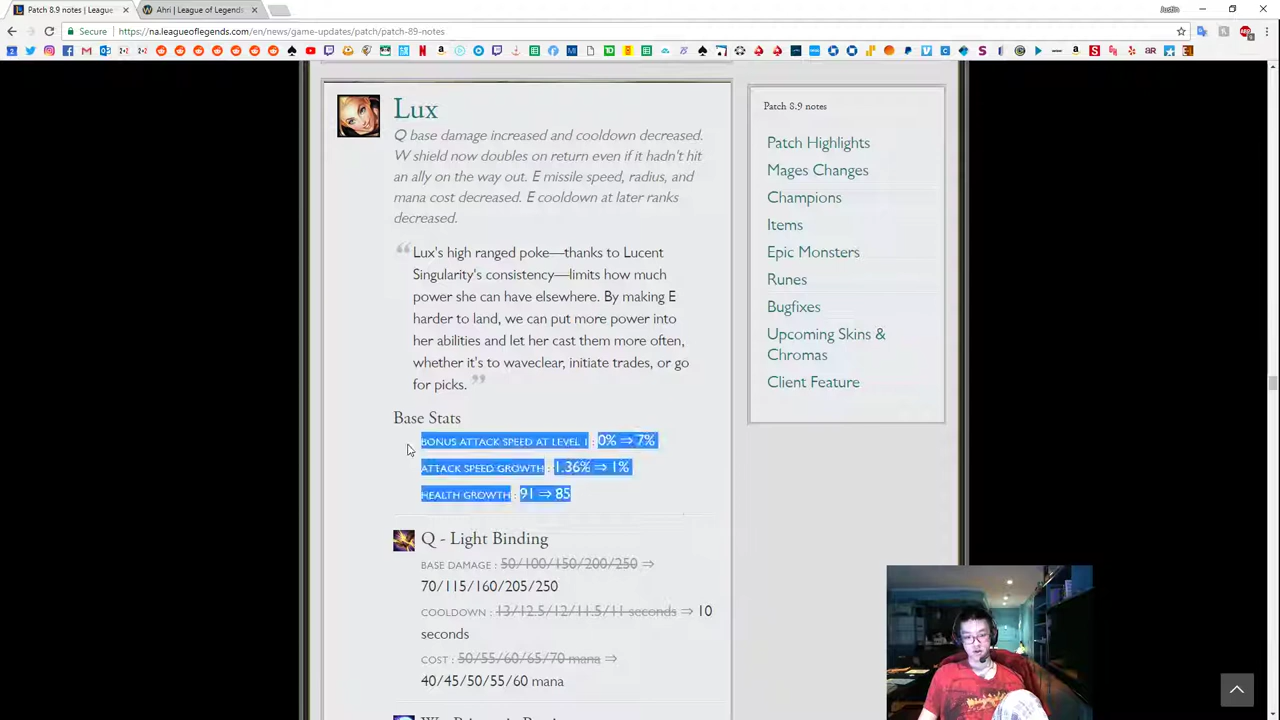 Patch 8.9 notes | League
Ahri | League of Legends
Justin
Secure
https://na.leagueoflegends.com/en/news/game-updates/patch/patch-89-notes
Lux
Q base damage increased and cooldown decreased.
W shield now doubles on return even if it hadn't hit
an ally on the way out. E missile speed, radius, and
mana cost decreased. E cooldown at later ranks
decreased.
“ Lux's high ranged poke—thanks to Lucent
Singularity's consistency—limits how much
power she can have elsewhere. By making E
harder to land, we can put more power into
her abilities and let her cast them more often,
whether it's to waveclear, initiate trades, or go
for picks. ”
Base Stats
BONUS ATTACK SPEED AT LEVEL 1 : 0% ⇒ 7%
ATTACK SPEED GROWTH : 1.36% ⇒ 1%
HEALTH GROWTH : 91 ⇒ 85
Q - Light Binding
BASE DAMAGE : 50/100/150/200/250 ⇒
70/115/160/205/250
COOLDOWN : 13/12.5/12/11.5/11 seconds ⇒ 10
seconds
COST : 50/55/60/65/70 mana ⇒
40/45/50/55/60 mana
Patch 8.9 notes
Patch Highlights
Mages Changes
Champions
Items
Epic Monsters
Runes
Bugfixes
Upcoming Skins &
Chromas
Client Feature